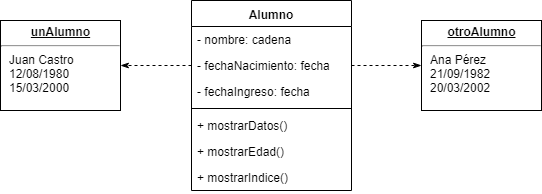 unAlumno
Juan Castro
12/08/1980
15/03/2000
Alumno
- nombre: cadena
- fechaNacimiento: fecha
- fechaIngreso: fecha
+ mostrarDatos()
+ mostrarEdad()
+ mostrarIndice()
otroAlumno
Ana Pérez
21/09/1982
20/03/2002